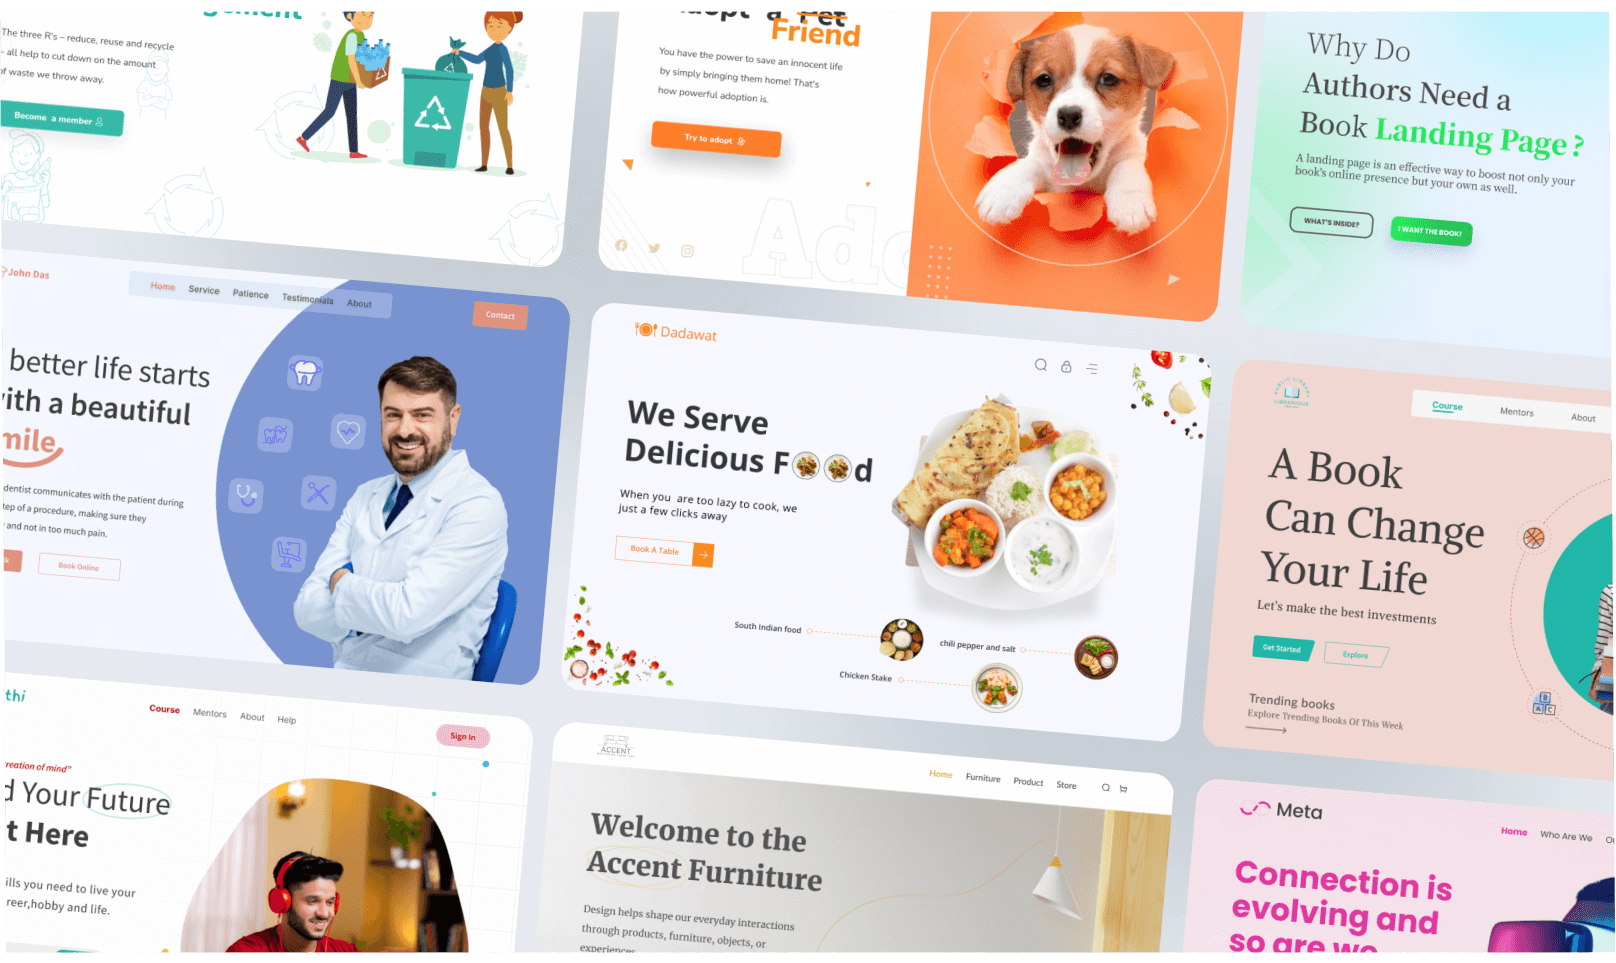 The three R's – reduce, reuse and recycle
– all help to cut down on the amount
of waste we throw away.
Become a member
Adopt a Pet
Friend
You have the power to save an innocent life
by simply bringing them home! That's
how powerful adoption is.
Try to adopt
Ado
Why Do
Authors Need a
Book Landing Page ?
A landing page is an effective way to boost not only your
book's online presence but your own as well.
WHAT'S INSIDE?
I WANT THE BOOK!
John Das
Home
Service
Patience
Testimonials
About
Contact
better life starts
with a beautiful
mile
dentist communicates with the patient during
step of a procedure, making sure they
and not in too much pain.
Book Online
Dadawat
We Serve
Delicious F d
When you are too lazy to cook, we
just a few clicks away
Book A Table
South Indian food
chili pepper and salt
Chicken Stake
Course
Mentors
About
A Book
Can Change
Your Life
Let's make the best investments
Get Started
Explore
Trending books
Explore Trending Books Of This Week
A B C
thi
Course
Mentors
About
Help
Sign In
reation of mind"
d Your Future
t Here
ills you need to live your
reer,hobby and life.
ACCENT
Home
Furniture
Product
Store
Welcome to the
Accent Furniture
Design helps shape our everyday interactions
through products, furniture, objects, or
experiences
Meta
Home
Who Are We
Connection is
evolving and
so are we